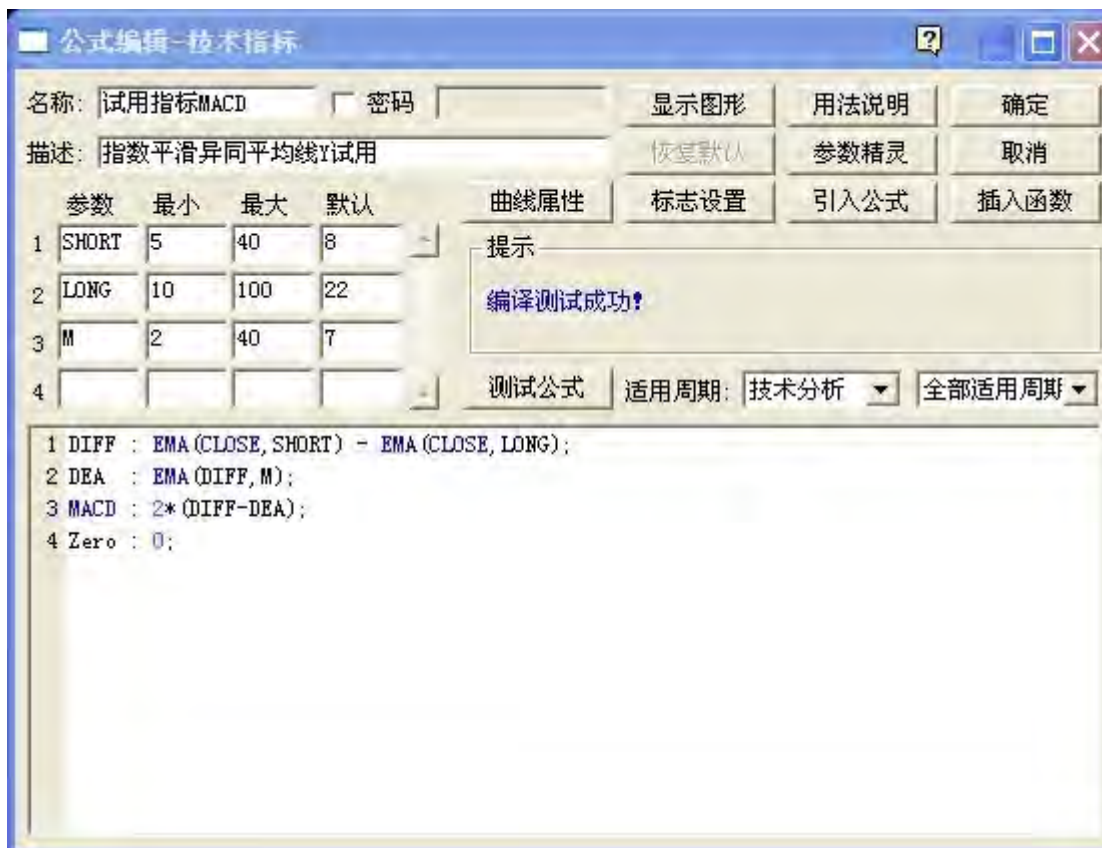 公式编辑-技术指标
名称: 试用指标MACD 密码 显示图形 用法说明 确定
描述: 指数平滑异同平均线Y试用 恢复默认 参数精灵 取消
参数 最小 最大 默认 曲线属性 标志设置 引入公式 插入函数
1 SHORT 5 40 8 提示
2 LONG 10 100 22 编译测试成功!
3 M 2 40 7
4 测试公式 适用周期: 技术分析 全部适用周期
1 DIFF : EMA(CLOSE,SHORT) - EMA(CLOSE,LONG);
2 DEA : EMA(DIFF,M);
3 MACD : 2*(DIFF-DEA);
4 Zero : 0;